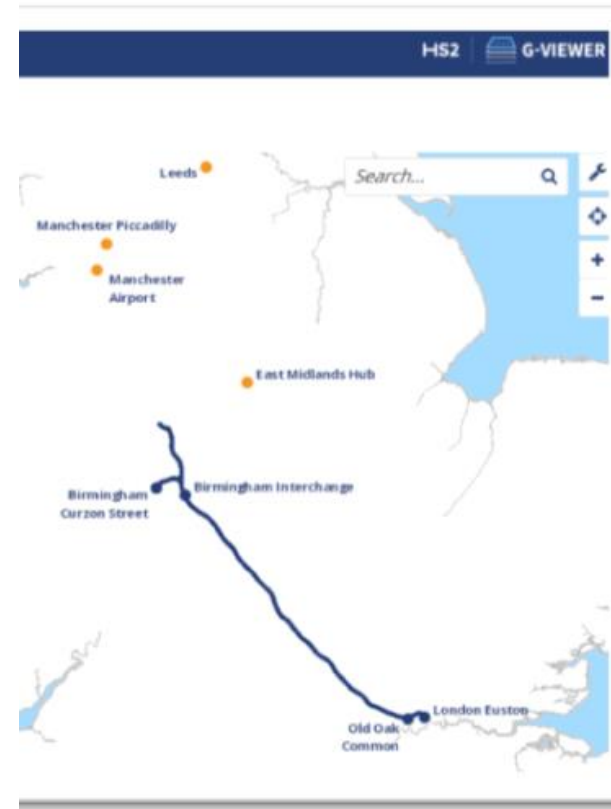 HS2 G-VIEWER
Search...
Leeds
Manchester Piccadilly
Manchester
Airport
East Midlands Hub
Birmingham Interchange
Birmingham
Curzon Street
London Euston
Old Oak
Common